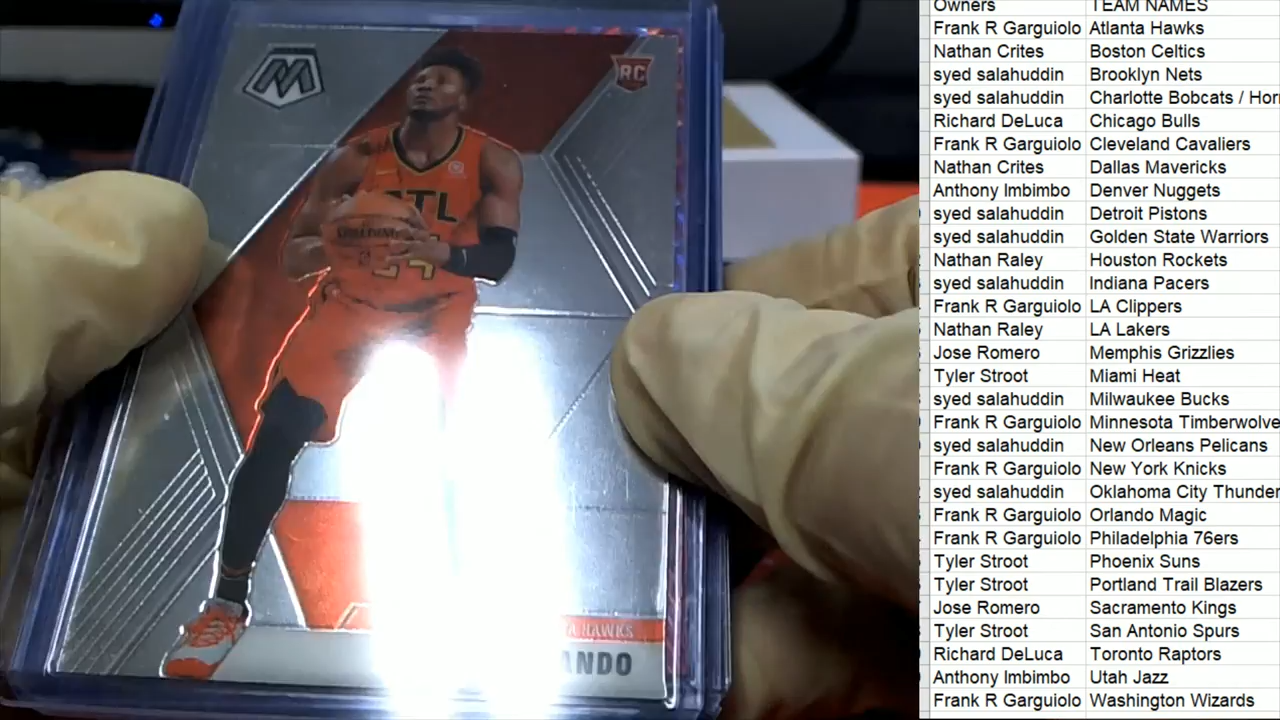 RC
TL
SPALDING
24
HAWKS
ANDO
Owners TEAM NAMES
Frank R Garguiolo Atlanta Hawks
Nathan Crites Boston Celtics
syed salahuddin Brooklyn Nets
syed salahuddin Charlotte Bobcats / Hor
Richard DeLuca Chicago Bulls
Frank R Garguiolo Cleveland Cavaliers
Nathan Crites Dallas Mavericks
Anthony Imbimbo Denver Nuggets
syed salahuddin Detroit Pistons
syed salahuddin Golden State Warriors
Nathan Raley Houston Rockets
syed salahuddin Indiana Pacers
Frank R Garguiolo LA Clippers
Nathan Raley LA Lakers
Jose Romero Memphis Grizzlies
Tyler Stroot Miami Heat
syed salahuddin Milwaukee Bucks
Frank R Garguiolo Minnesota Timberwolve
syed salahuddin New Orleans Pelicans
Frank R Garguiolo New York Knicks
syed salahuddin Oklahoma City Thunder
Frank R Garguiolo Orlando Magic
Frank R Garguiolo Philadelphia 76ers
Tyler Stroot Phoenix Suns
Tyler Stroot Portland Trail Blazers
Jose Romero Sacramento Kings
Tyler Stroot San Antonio Spurs
Richard DeLuca Toronto Raptors
Anthony Imbimbo Utah Jazz
Frank R Garguiolo Washington Wizards